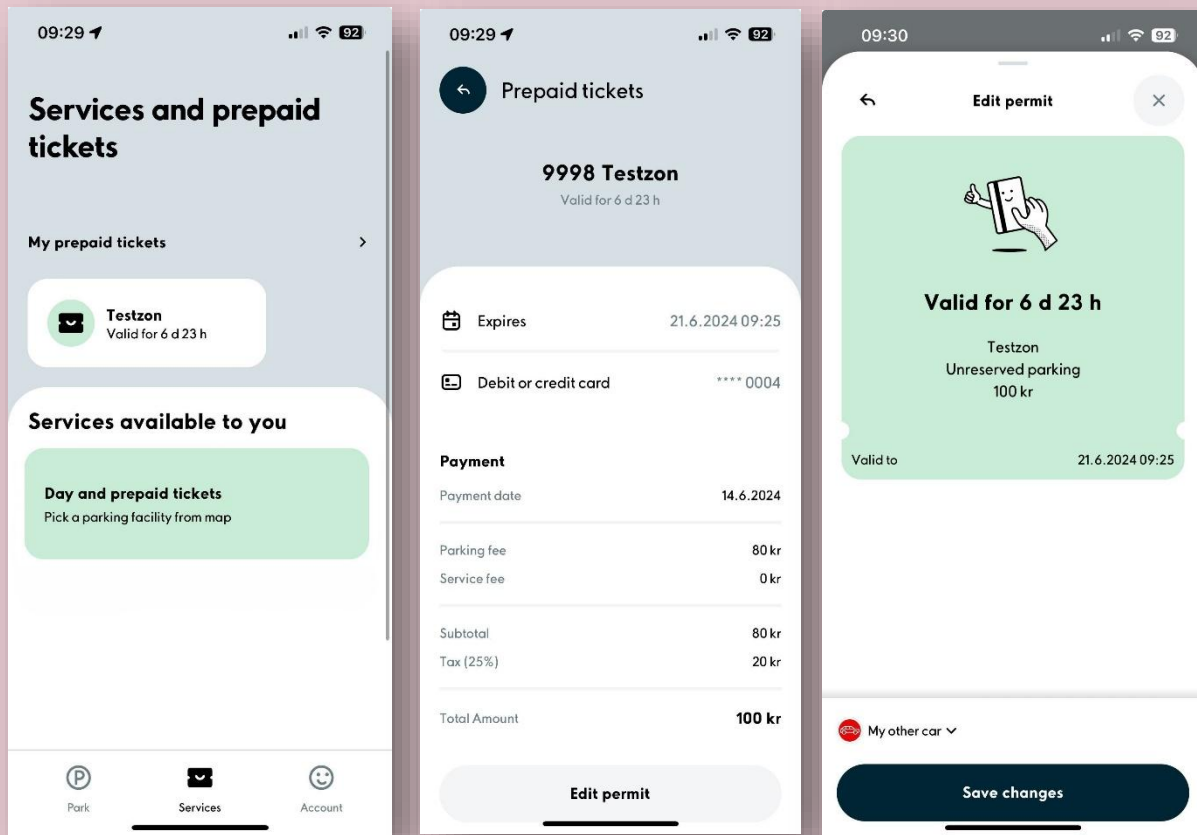 09:29
92
Services and prepaid
tickets
My prepaid tickets
Testzon
Valid for 6 d 23 h
Services available to you
Day and prepaid tickets
Pick a parking facility from map
P
Park
Services
Account
09:29
92
Prepaid tickets
9998 Testzon
Valid for 6 d 23 h
Expires 21.6.2024 09:25
Debit or credit card **** 0004
Payment
Payment date 14.6.2024
Parking fee 80 kr
Service fee 0 kr
Subtotal 80 kr
Tax (25%) 20 kr
Total Amount 100 kr
Edit permit
09:30
92
Edit permit
Valid for 6 d 23 h
Testzon
Unreserved parking
100 kr
Valid to 21.6.2024 09:25
My other car
Save changes